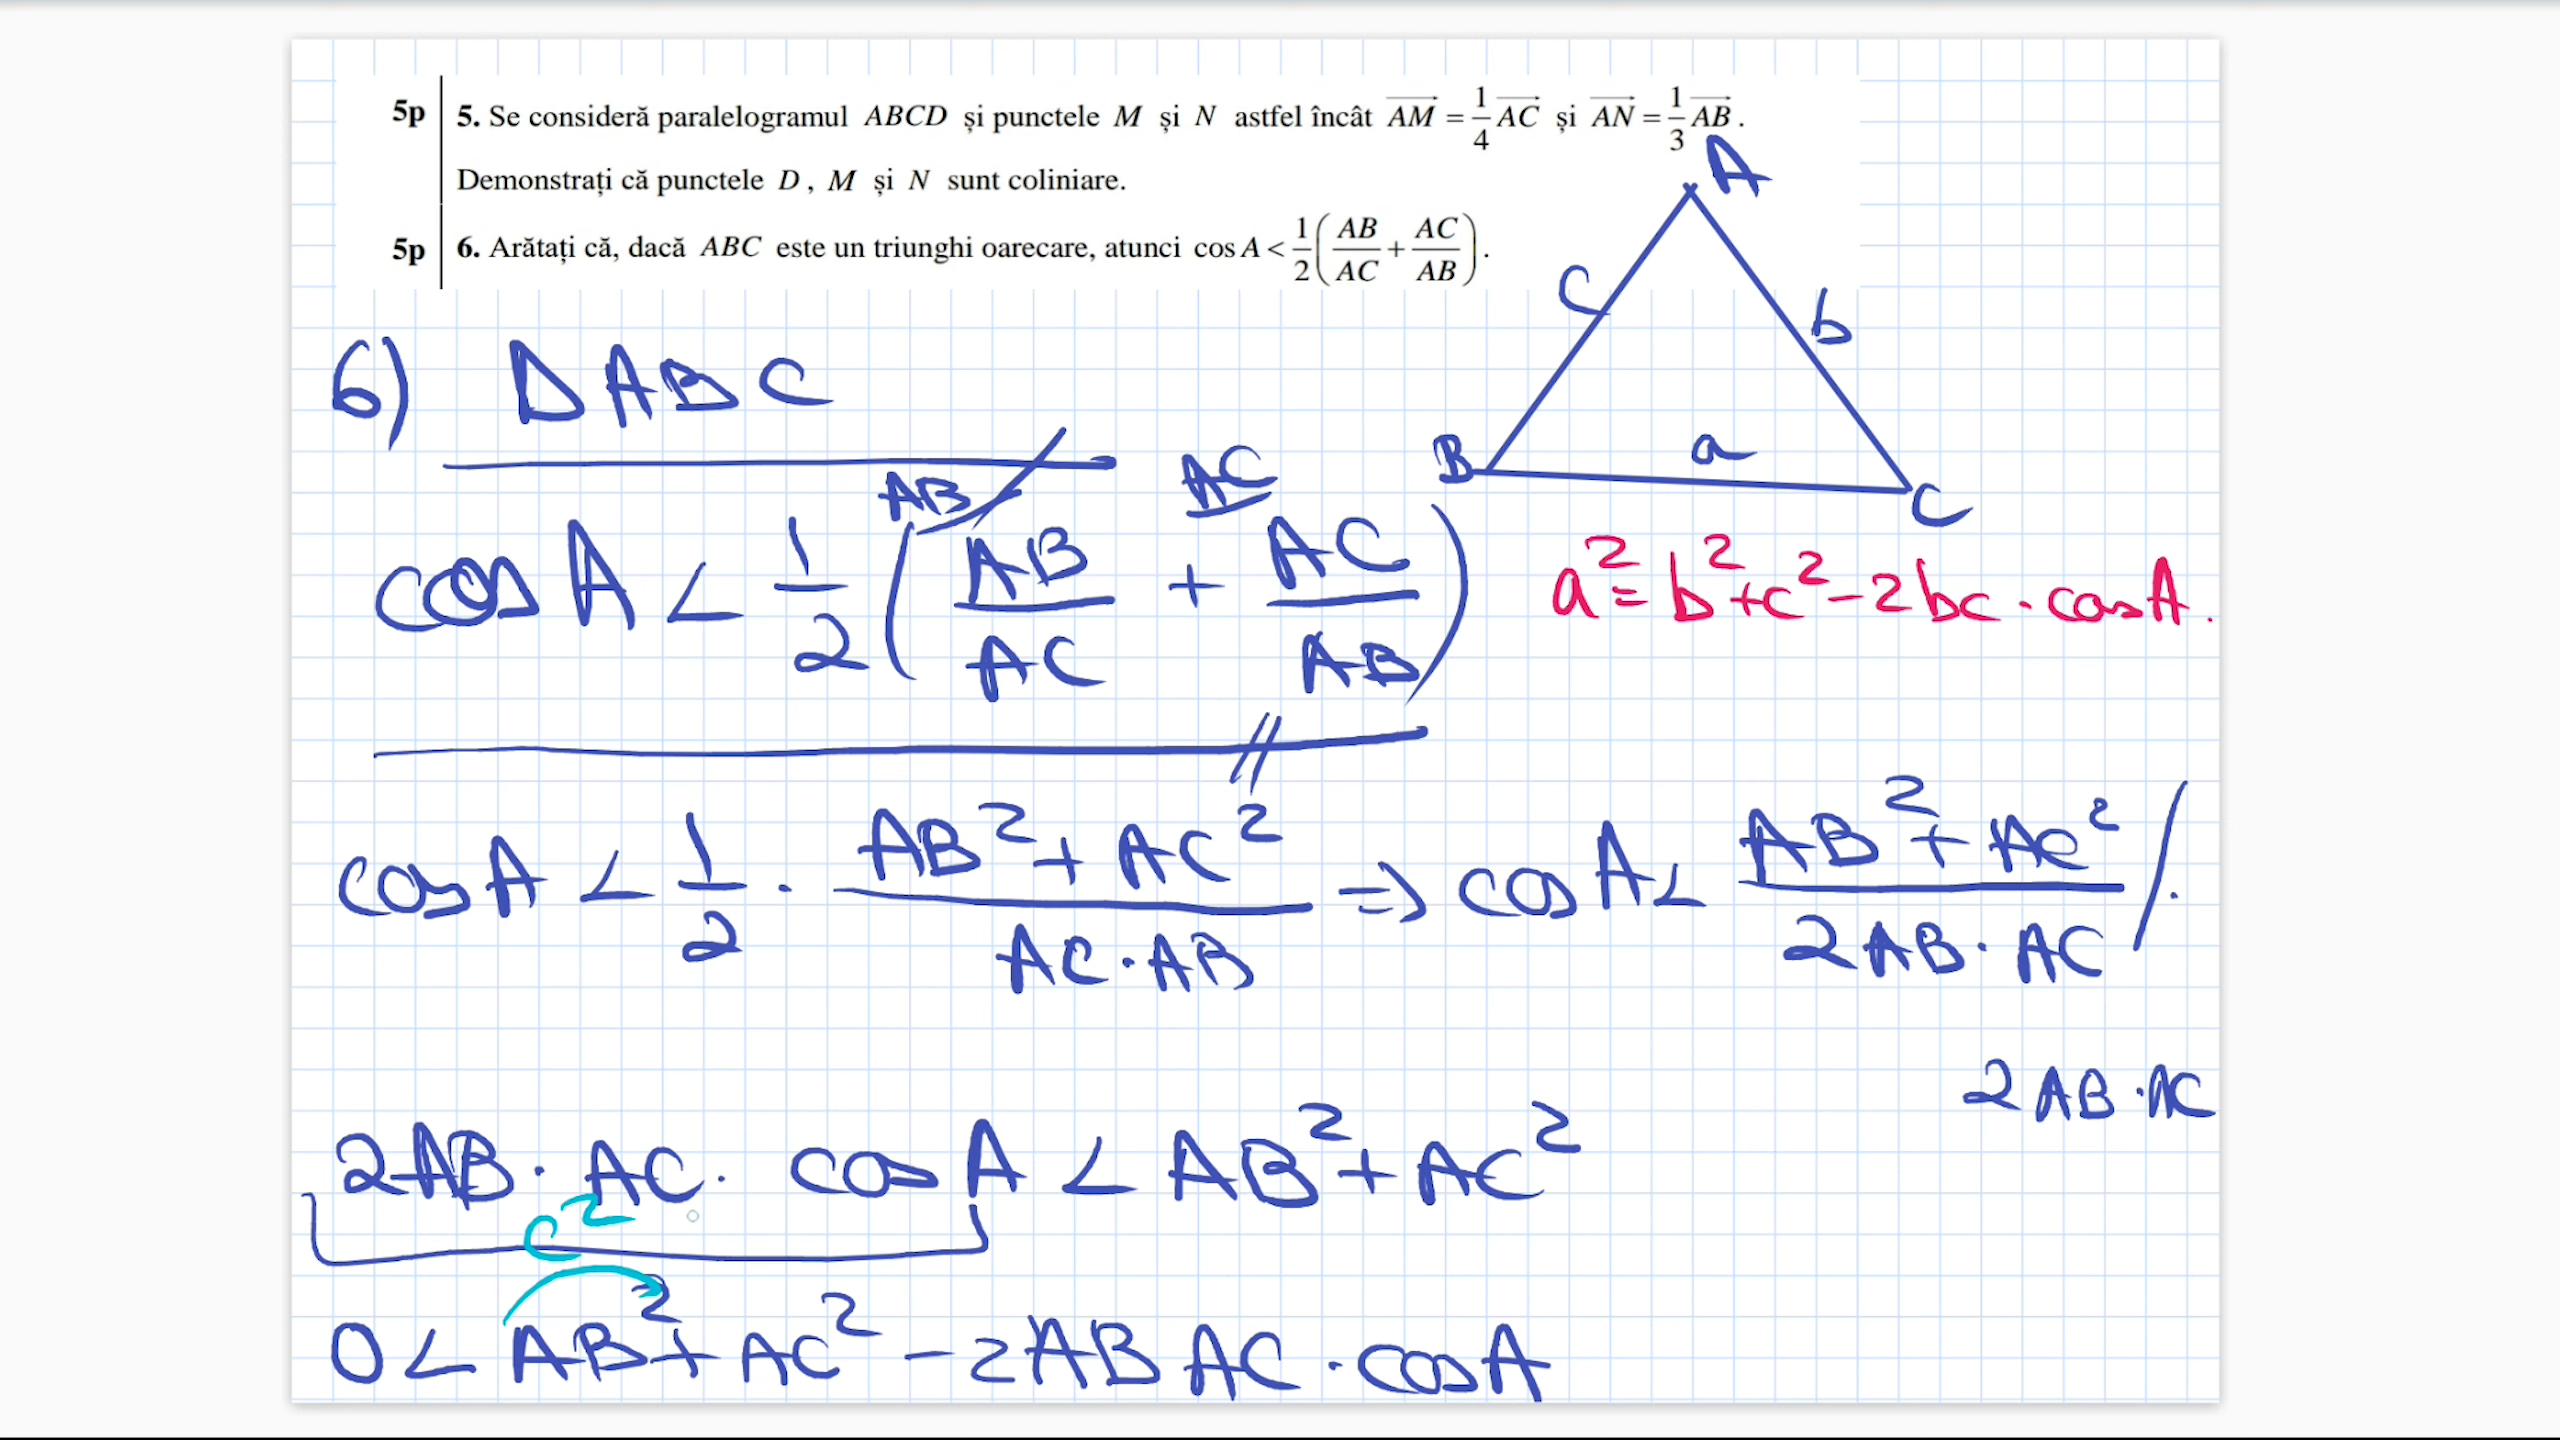 5p 5. Se consideră paralelogramul ABCD și punctele M și N astfel încât AM = 1/4 AC și AN = 1/3 AB.
Demonstrați că punctele D, M și N sunt coliniare.
5p 6. Arătați că, dacă ABC este un triunghi oarecare, atunci cos A < 1/2 (AB/AC + AC/AB).
A
C
b
6) ΔABC
B
a
C
AB
AC
cos A < 1/2 (AB/AC + AC/AB)
a² = b² + c² - 2bc · cos A.
cos A < 1/2 · AB² + AC² / AC · AB ⇒ cos A < AB² + AC² / 2AB · AC / ·
2AB · AC
2AB · AC · cos A < AB² + AC²
c²
0 < AB² + AC² - 2AB AC · cos A